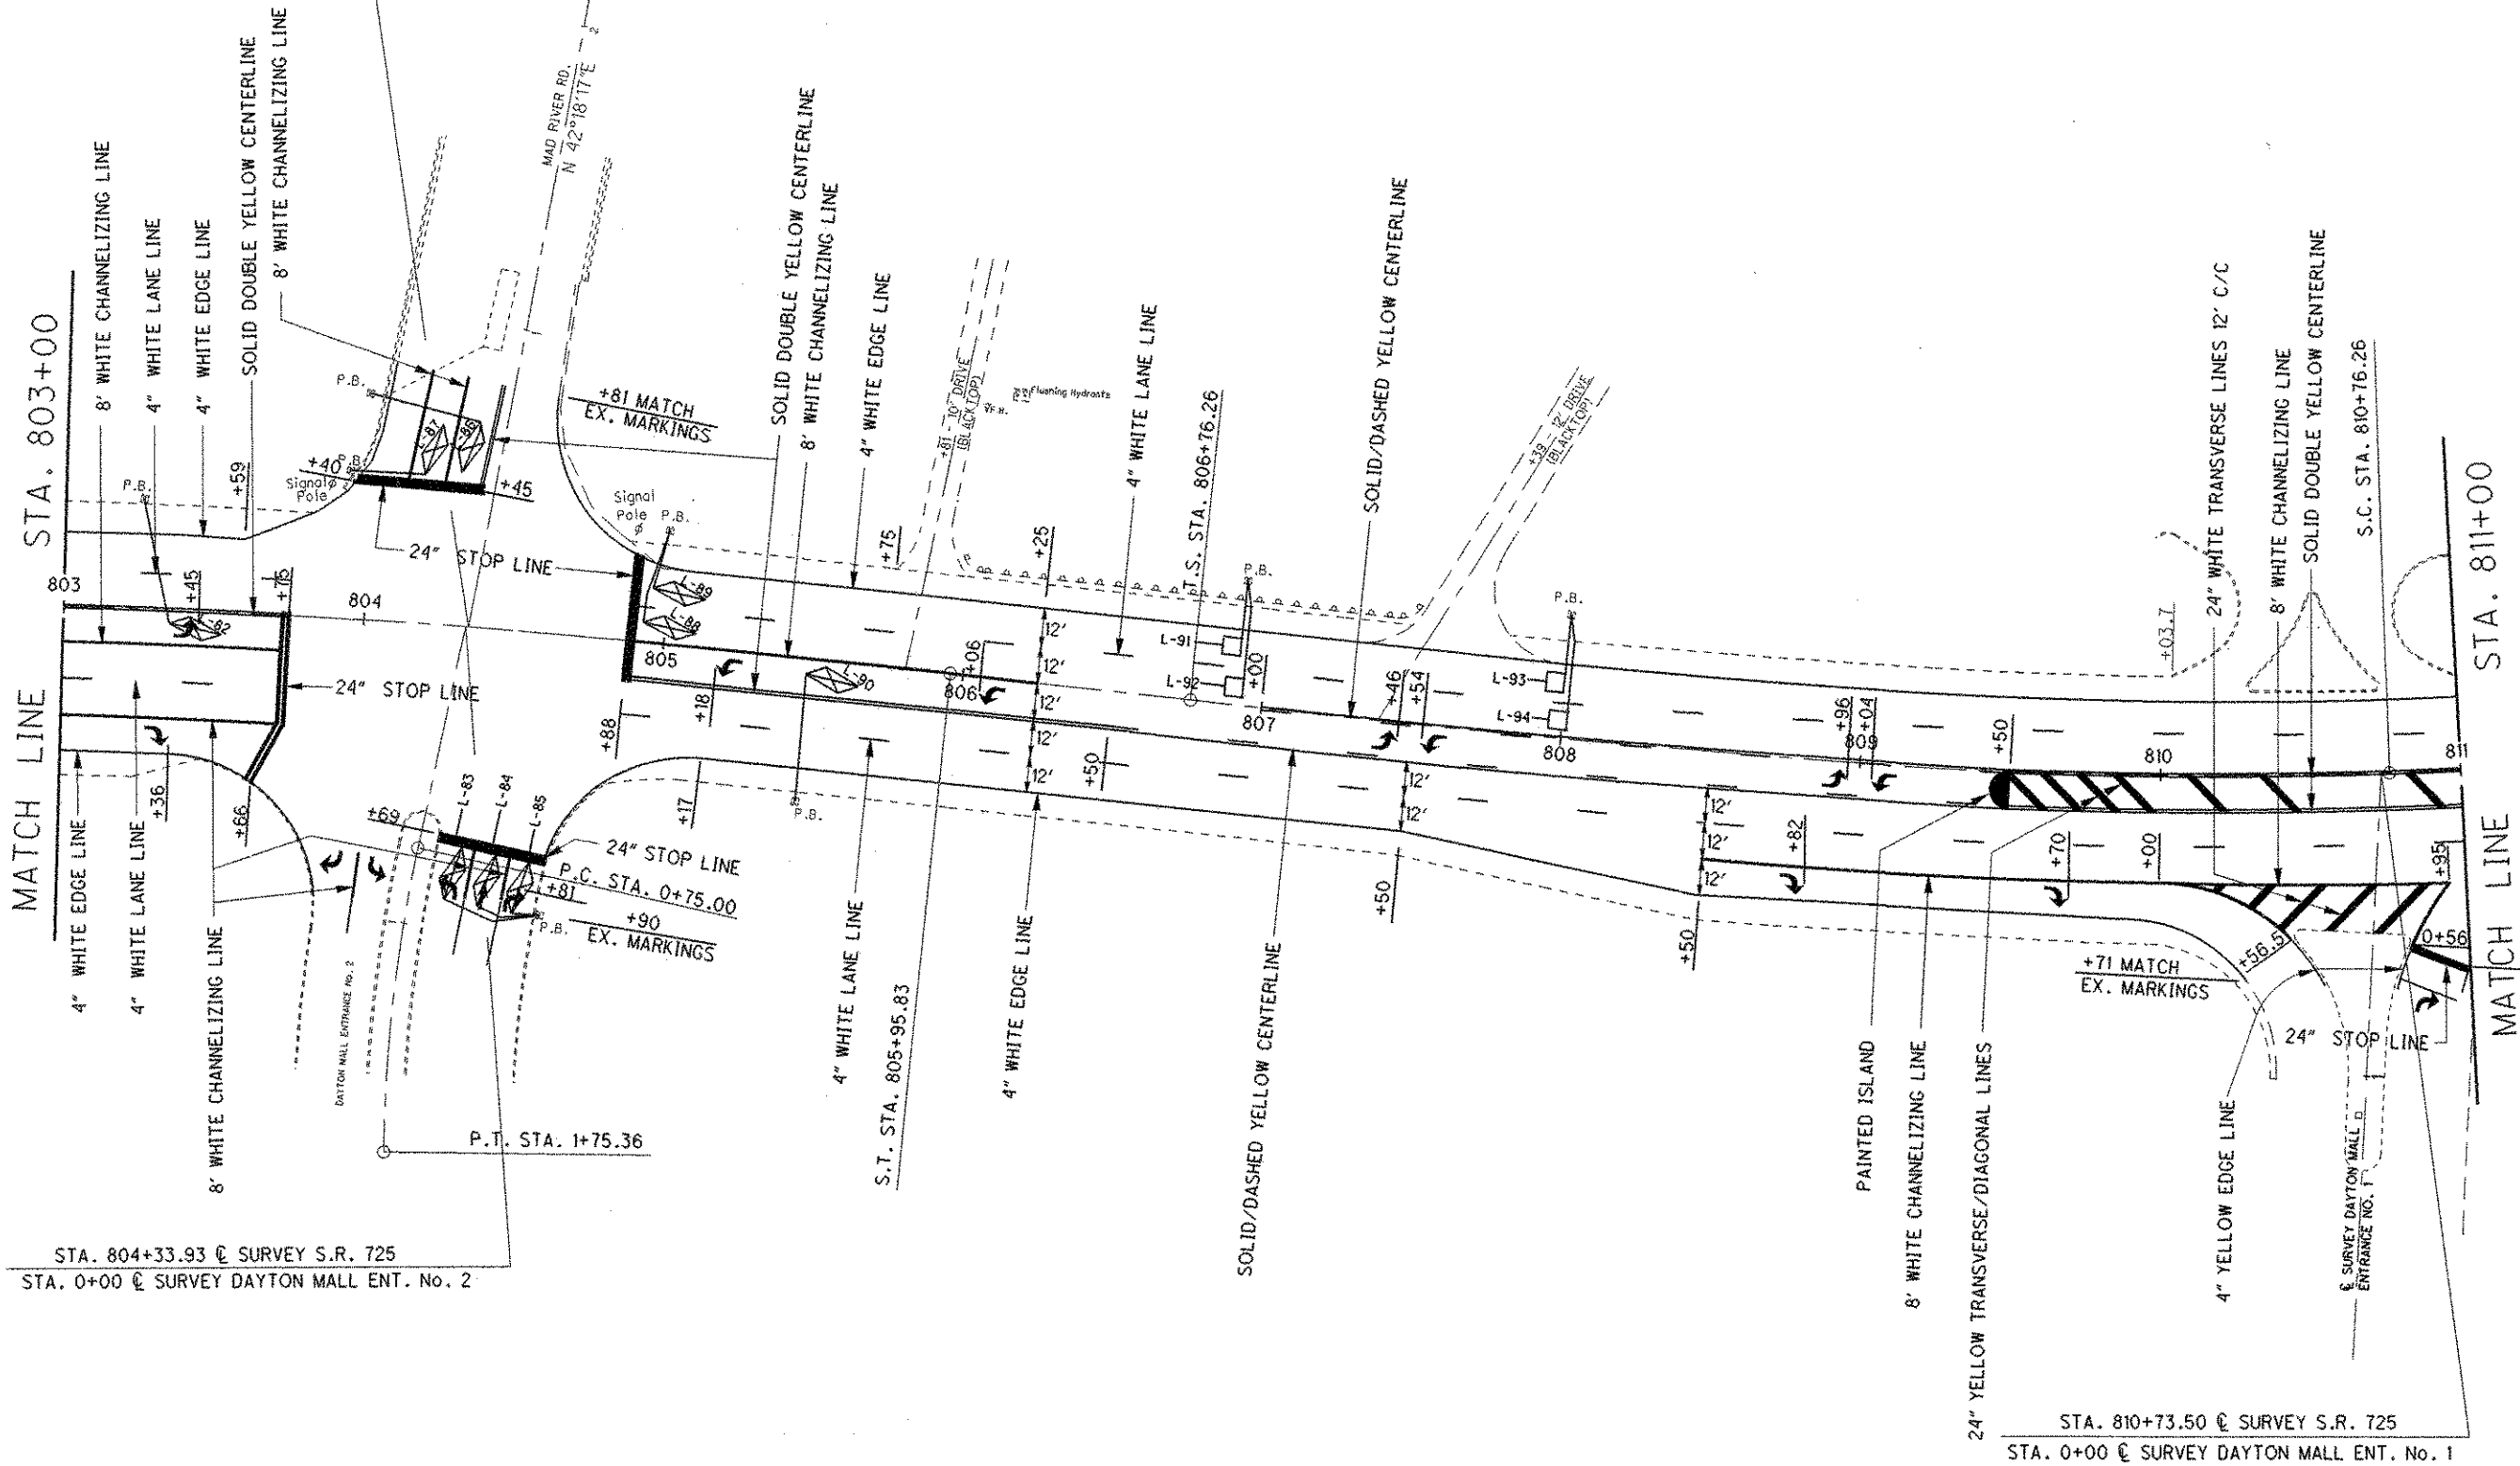 MATCH LINE
STA. 803+00
8' WHITE CHANNELIZING LINE
4" WHITE LANE LINE
4" WHITE EDGE LINE
SOLID DOUBLE YELLOW CENTERLINE
8' WHITE CHANNELIZING LINE
MAD RIVER RD.
N 42°18'17"E
2
803
+45
+75
+59
804
P.B.
L-82
P.B.
P.B.
+40
Signal
Pole
+45
L-87
L-86
+81 MATCH
EX. MARKINGS
24" STOP LINE
24" STOP LINE
Signal
Pole
P.B.
L-89
L-88
805
SOLID DOUBLE YELLOW CENTERLINE
8' WHITE CHANNELIZING LINE
4" WHITE EDGE LINE
+75
+81 - 10' DRIVE
(BLACKTOP)
F.H.
Flushing Hydrants
+25
4" WHITE LANE LINE
T.S. STA. 806+76.26
SOLID/DASHED YELLOW CENTERLINE
+39 - 12' DRIVE
(BLACKTOP)
+36
+66
4" WHITE EDGE LINE
4" WHITE LANE LINE
8' WHITE CHANNELIZING LINE
DAYTON MALL ENTRANCE No. 2
+69
L-83
L-84
L-85
24" STOP LINE
P.C. STA. 0+75.00
+81
+90
EX. MARKINGS
P.B.
P.T. STA. 1+75.36
STA. 804+33.93 ℄ SURVEY S.R. 725
STA. 0+00 ℄ SURVEY DAYTON MALL ENT. No. 2
+88
+18
+17
L-90
P.B.
806
+06
12'
12'
12'
12'
+50
4" WHITE LANE LINE
S.T. STA. 805+95.83
4" WHITE EDGE LINE
L-91
L-92
P.B.
+00
807
SOLID/DASHED YELLOW CENTERLINE
+46
+54
12'
12'
+50
L-93
L-94
P.B.
808
+50
12'
12'
12'
+82
+96
+04
809
+50
810
+03.7
+70
+00
PAINTED ISLAND
8' WHITE CHANNELIZING LINE
24" YELLOW TRANSVERSE/DIAGONAL LINES
24" WHITE TRANSVERSE LINES 12' C/C
8' WHITE CHANNELIZING LINE
SOLID DOUBLE YELLOW CENTERLINE
S.C. STA. 810+76.26
811
STA. 811+00
MATCH LINE
+95
0+56
+56.5
+71 MATCH
EX. MARKINGS
24" STOP LINE
4" YELLOW EDGE LINE
℄ SURVEY DAYTON MALL
ENTRANCE NO. 1
STA. 810+73.50 ℄ SURVEY S.R. 725
STA. 0+00 ℄ SURVEY DAYTON MALL ENT. No. 1